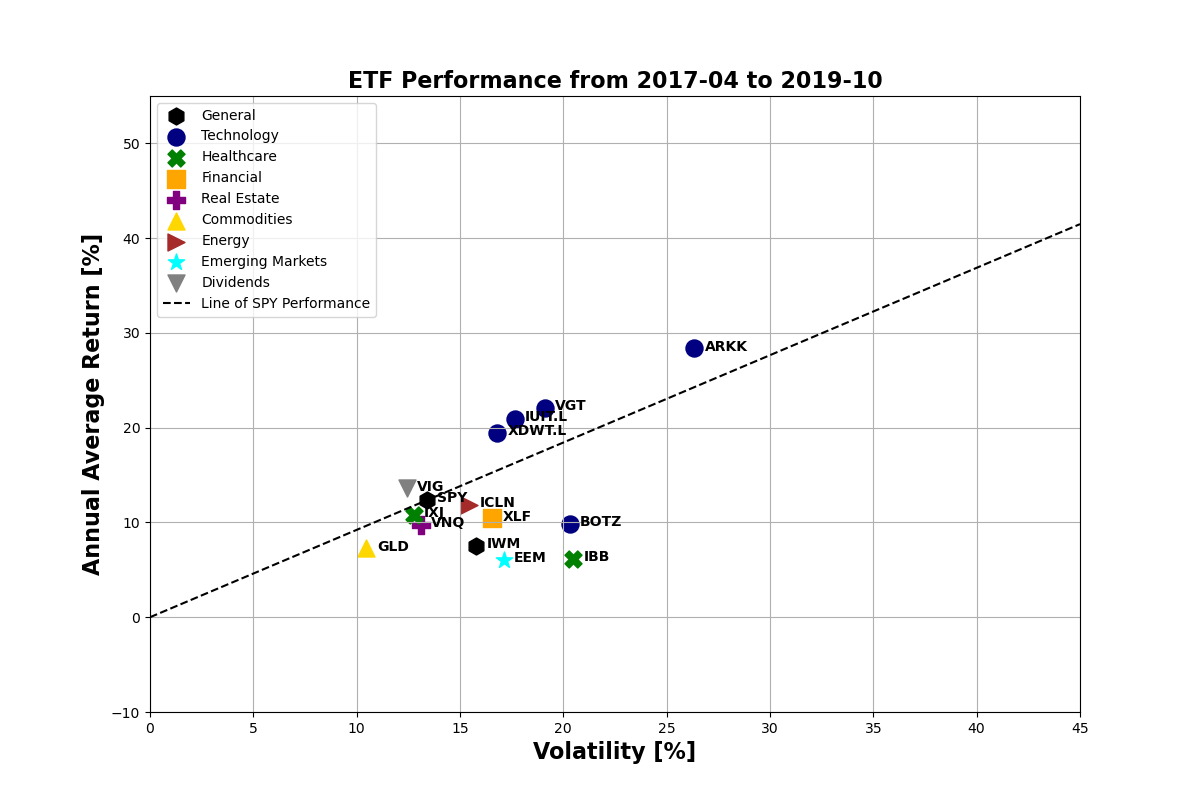 ETF Performance from 2017-04 to 2019-10
General
Technology
Healthcare
Financial
Real Estate
Commodities
Energy
Emerging Markets
Dividends
Line of SPY Performance
Annual Average Return [%]
50
40
30
20
10
0
−10
ARKK
VGT
IUIT.L
XDWT.L
VIG
SPY
ICLN
IXJ
XLF
VNQ
BOTZ
GLD
IWM
EEM
IBB
0 5 10 15 20 25 30 35 40 45
Volatility [%]